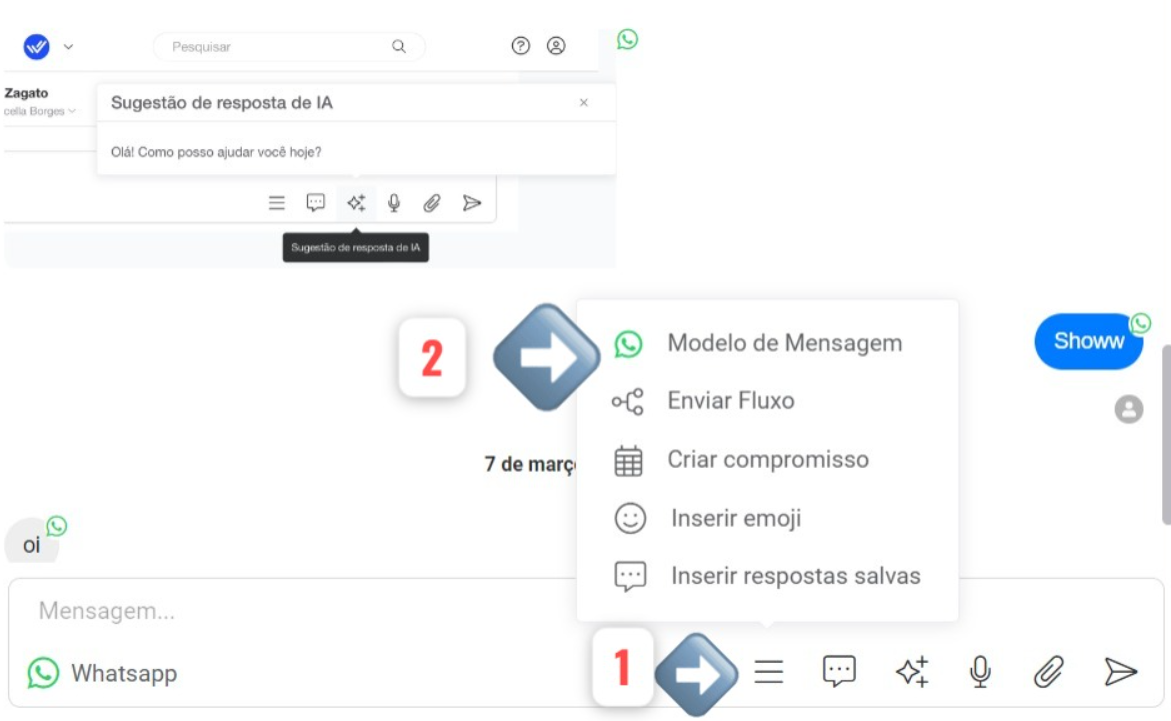 Pesquisar
Zagato
celia Borges
Sugestão de resposta de IA
Olá! Como posso ajudar você hoje?
Sugestão de resposta de IA
2
Modelo de Mensagem
Showw
Enviar Fluxo
7 de març
Criar compromisso
Inserir emoji
oi
Inserir respostas salvas
Mensagem...
1
Whatsapp